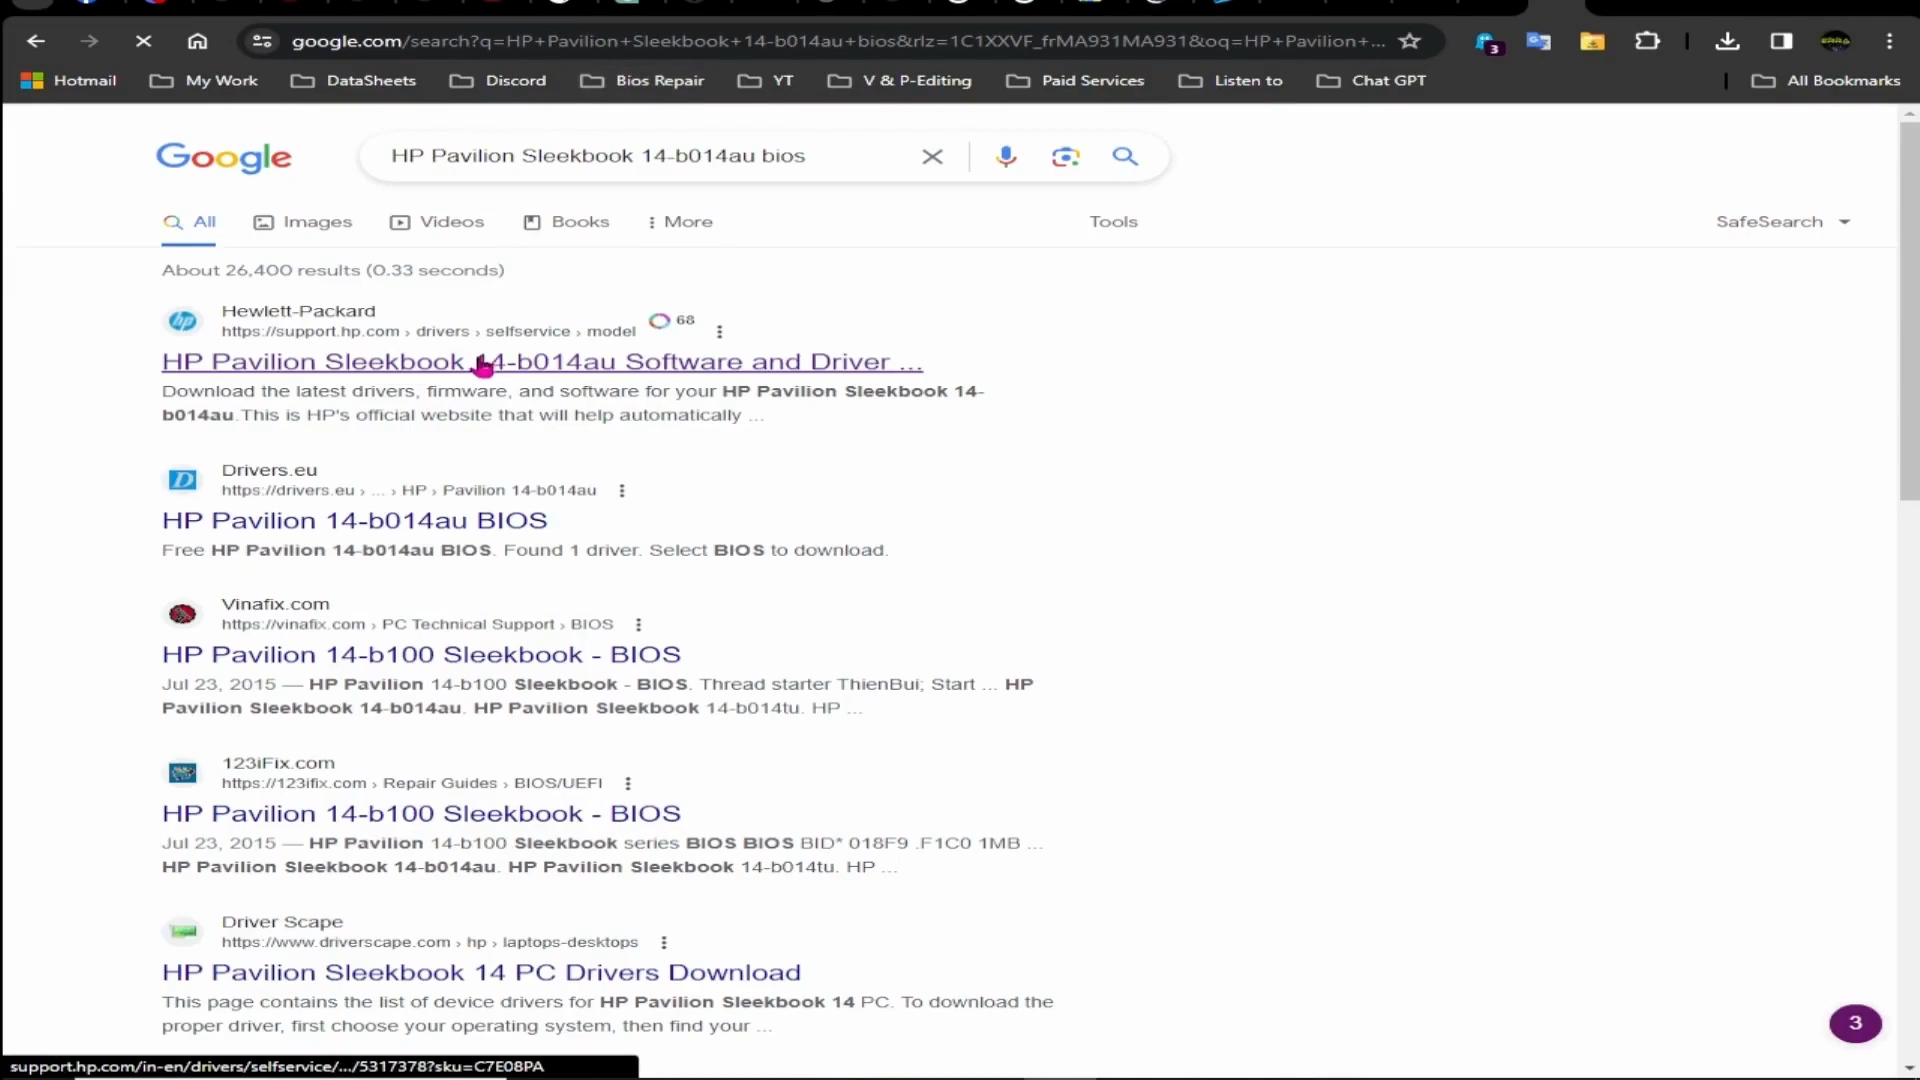 google.com/search?q=HP+Pavilion+Sleekbook+14-b014au+bios&rlz=1C1XXVF_frMA931MA931&oq=HP+Pavilion+...
3
Hotmail My Work DataSheets Discord Bios Repair YT V & P-Editing Paid Services Listen to Chat GPT All Bookmarks
Google HP Pavilion Sleekbook 14-b014au bios
All Images Videos Books More Tools SafeSearch
About 26,400 results (0.33 seconds)
Hewlett-Packard
https://support.hp.com › drivers › selfservice › model 68
HP Pavilion Sleekbook 14-b014au Software and Driver ...
Download the latest drivers, firmware, and software for your HP Pavilion Sleekbook 14-
b014au.This is HP's official website that will help automatically ...
Drivers.eu
https://drivers.eu › ... › HP › Pavilion 14-b014au
HP Pavilion 14-b014au BIOS
Free HP Pavilion 14-b014au BIOS. Found 1 driver. Select BIOS to download.
Vinafix.com
https://vinafix.com › PC Technical Support › BIOS
HP Pavilion 14-b100 Sleekbook - BIOS
Jul 23, 2015 — HP Pavilion 14-b100 Sleekbook - BIOS. Thread starter ThienBui; Start ... HP
Pavilion Sleekbook 14-b014au. HP Pavilion Sleekbook 14-b014tu. HP ...
123iFix.com
https://123ifix.com › Repair Guides › BIOS/UEFI
HP Pavilion 14-b100 Sleekbook - BIOS
Jul 23, 2015 — HP Pavilion 14-b100 Sleekbook series BIOS BIOS BID* 018F9 .F1C0 1MB ...
HP Pavilion Sleekbook 14-b014au. HP Pavilion Sleekbook 14-b014tu. HP ...
Driver Scape
https://www.driverscape.com › hp › laptops-desktops
HP Pavilion Sleekbook 14 PC Drivers Download
This page contains the list of device drivers for HP Pavilion Sleekbook 14 PC. To download the
proper driver, first choose your operating system, then find your ...
3
support.hp.com/in-en/drivers/selfservice/.../5317378?sku=C7E08PA